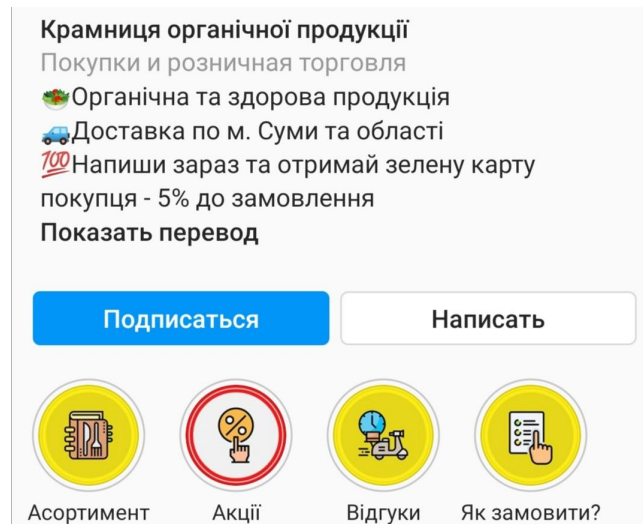 Крамниця органічної продукції
Покупки и розничная торговля
🥗Органічна та здорова продукція
🚙Доставка по м. Суми та області
💯Напиши зараз та отримай зелену карту
покупця - 5% до замовлення
Показать перевод
Подписаться Написать
Асортимент Акції Відгуки Як замовити?